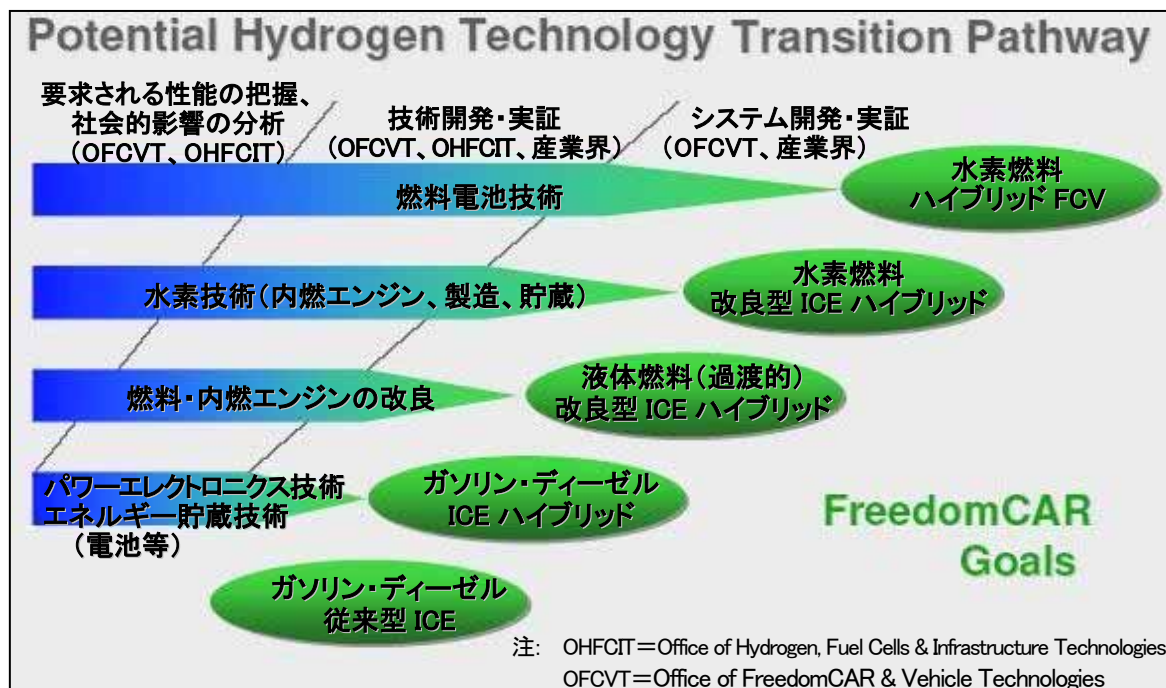 Potential Hydrogen Technology Transition Pathway
要求される性能の把握、
社会的影響の分析
(OFCVT、OHFCIT)
技術開発・実証
(OFCVT、OHFCIT、産業界)
システム開発・実証
(OFCVT、産業界)
燃料電池技術
水素燃料
ハイブリッド FCV
水素技術(内燃エンジン、製造、貯蔵)
水素燃料
改良型 ICE ハイブリッド
燃料・内燃エンジンの改良
液体燃料(過渡的)
改良型 ICE ハイブリッド
パワーエレクトロニクス技術
エネルギー貯蔵技術
(電池等)
ガソリン・ディーゼル
ICE ハイブリッド
FreedomCAR
Goals
ガソリン・ディーゼル
従来型 ICE
注: OHFCIT=Office of Hydrogen, Fuel Cells & Infrastructure Technologies
OFCVT=Office of FreedomCAR & Vehicle Technologies